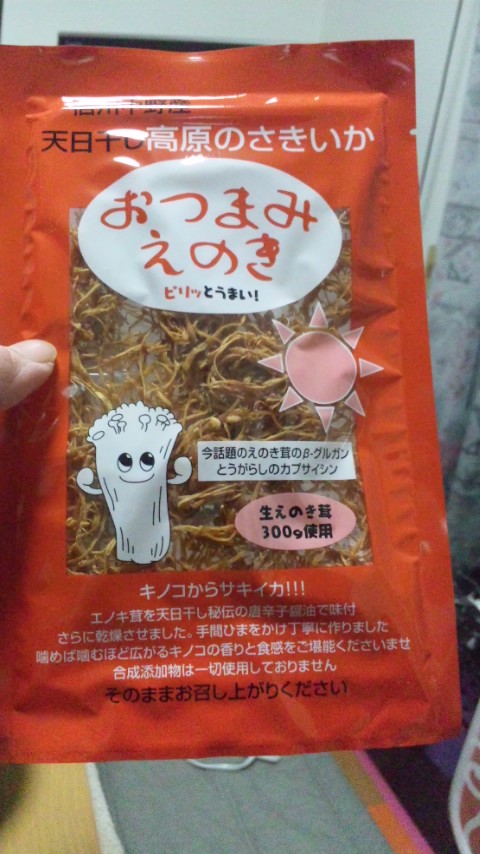 信州中野産
天日干し高原のさきいか
おつまみ
えのき
ピリッとうまい!
今話題のえのき茸のβ-グルガン
とうがらしのカプサイシン
生えのき茸
300g使用
キノコからサキイカ!!!
エノキ茸を天日干し秘伝の唐辛子醤油で味付
さらに乾燥させました。手間ひまをかけ丁寧に作りました
噛めば噛むほど広がるキノコの香りと食感をご堪能くださいませ
合成添加物は一切使用しておりません
そのままお召し上がりください